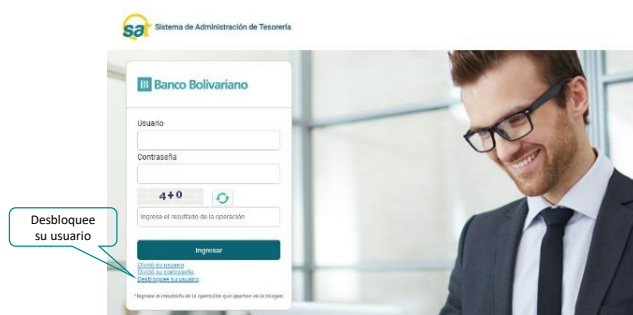 sat Sistema de Administración de Tesorería
Banco Bolivariano
Usuario
Contraseña
4+0
Ingrese el resultado de la operación
Ingresar
Olvidó su usuario
Olvidó su contraseña
Desbloquee su usuario
* Ingrese el resultado de la operación que aparece en la imagen
Desbloquee
su usuario